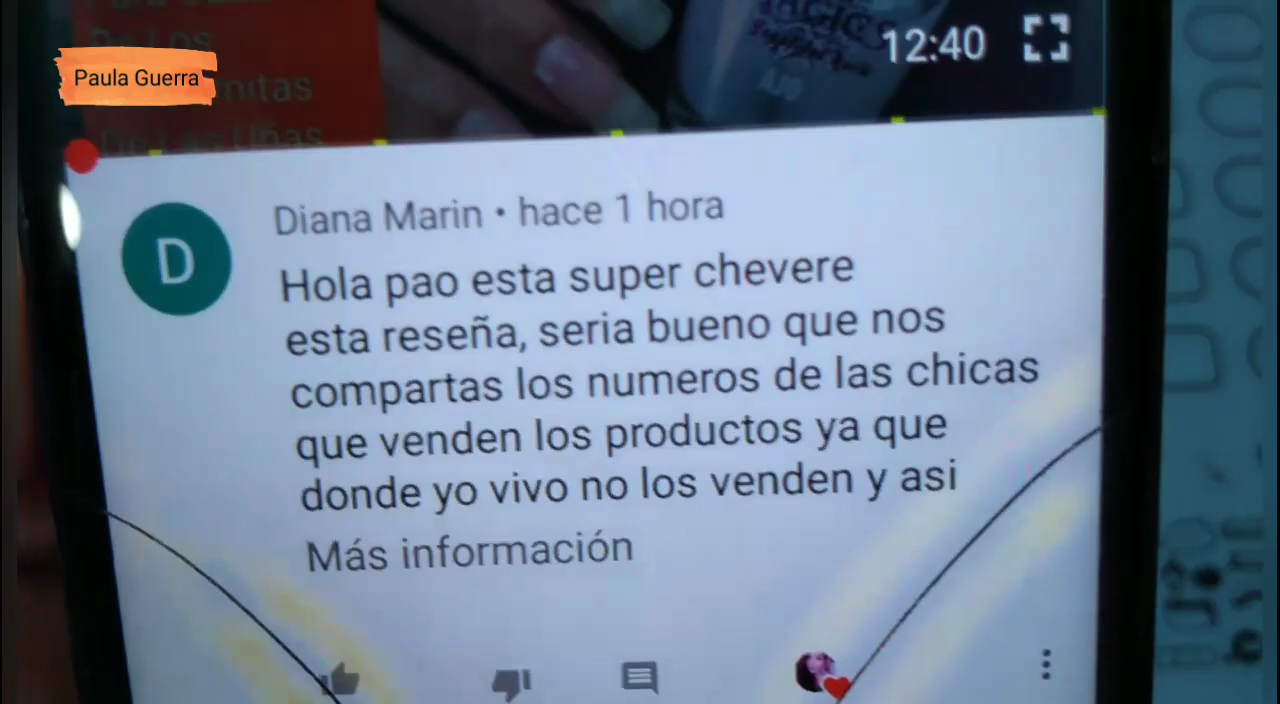 De Los
Paula Guerra
12:40
Diana Marin • hace 1 hora
Hola pao esta super chevere
esta reseña, seria bueno que nos
compartas los numeros de las chicas
que venden los productos ya que
donde yo vivo no los venden y asi
Más información
D